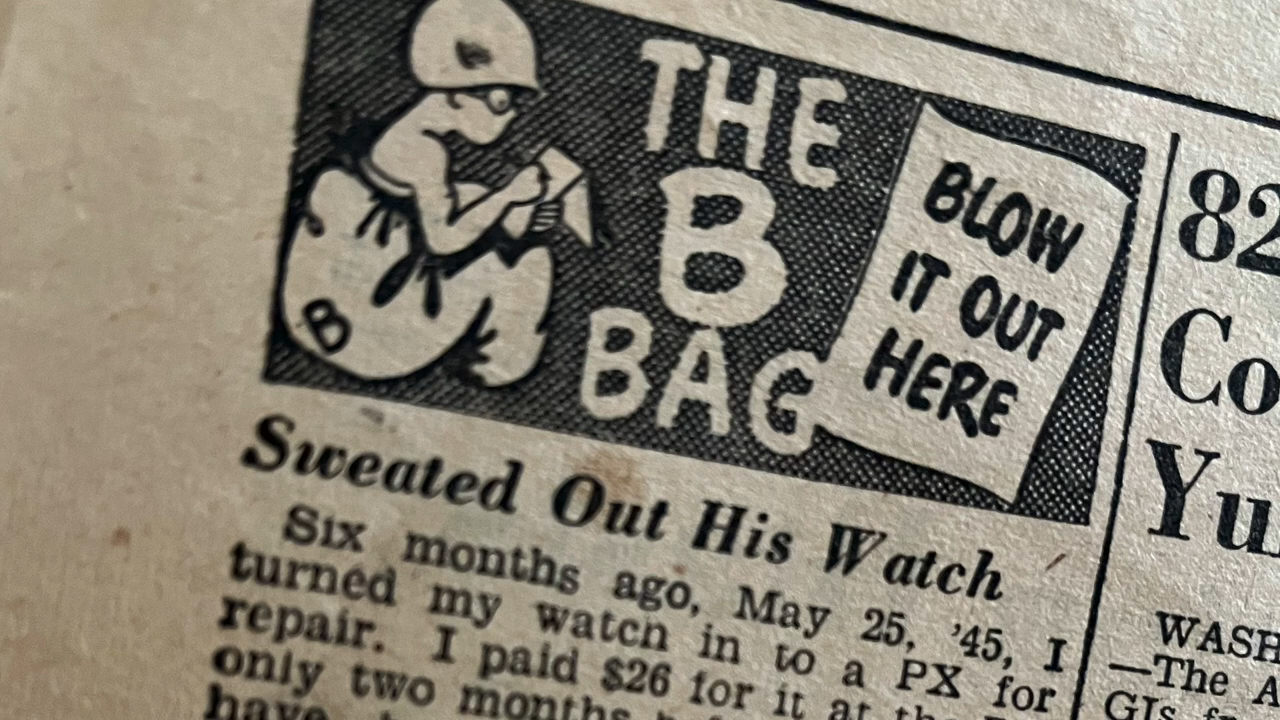 THE
B
BAG
BLOW
IT OUT
HERE
B
Sweated Out His Watch
Six months ago, May 25, '45, I
turned my watch in to a PX for
repair. I paid $26 for it at the
only two months
have
82
Co
Yu
WASH
—The A
GIs